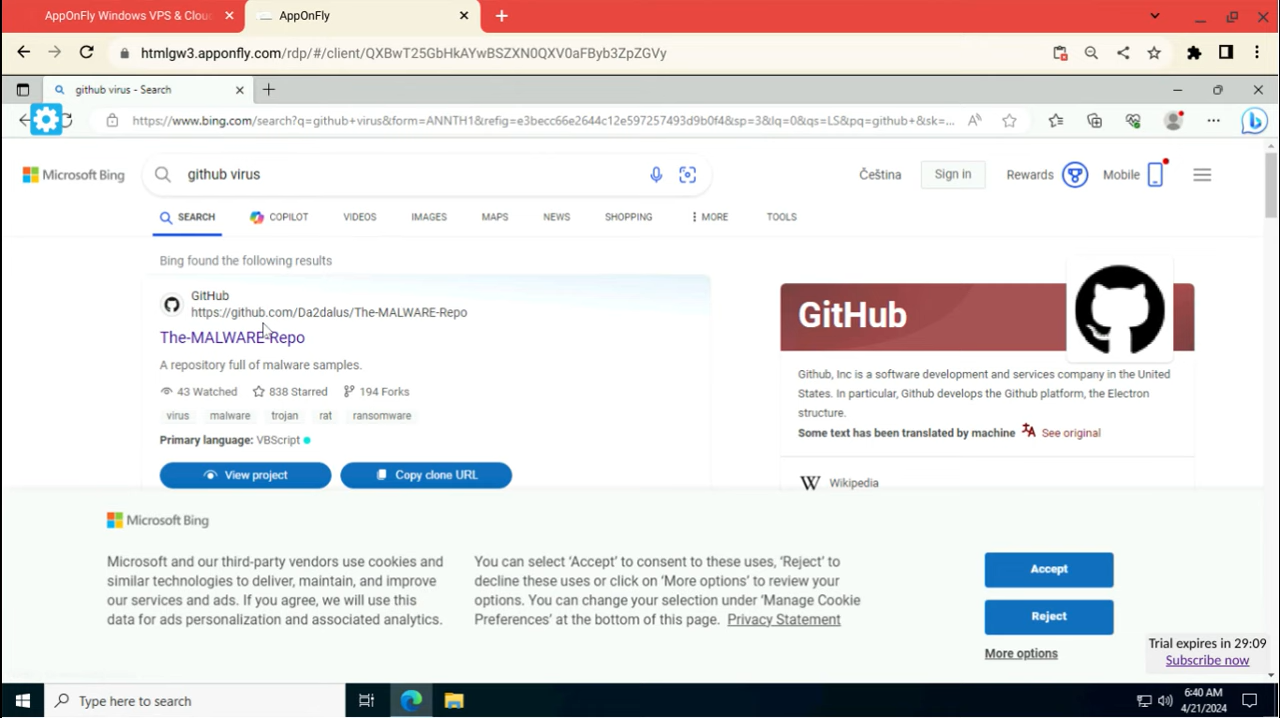 AppOnFly Windows VPS & Clou
AppOnFly
htmlgw3.apponfly.com/rdp/#/client/QXBwT25GbHkAYwBSZXN0QXV0aFByb3ZpZGVy
github virus - Search
https://www.bing.com/search?q=github+virus&form=ANNTH1&refig=e3becc66e2644c12e597257493d9b0f4&sp=3&lq=0&qs=LS&pq=github+&sk=...
Microsoft Bing
github virus
Čeština
Sign in
Rewards
Mobile
SEARCH
COPILOT
VIDEOS
IMAGES
MAPS
NEWS
SHOPPING
MORE
TOOLS
Bing found the following results
GitHub
https://github.com/Da2dalus/The-MALWARE-Repo
The-MALWARE-Repo
A repository full of malware samples.
43 Watched 838 Starred 194 Forks
virus malware trojan rat ransomware
Primary language: VBScript
View project
Copy clone URL
GitHub
Github, Inc is a software development and services company in the United
States. In particular, Github develops the Github platform, the Electron
structure.
Some text has been translated by machine See original
Wikipedia
Microsoft Bing
Microsoft and our third-party vendors use cookies and
similar technologies to deliver, maintain, and improve
our services and ads. If you agree, we will use this
data for ads personalization and associated analytics.
You can select ‘Accept’ to consent to these uses, ‘Reject’ to
decline these uses or click on ‘More options’ to review your
options. You can change your selection under ‘Manage Cookie
Preferences’ at the bottom of this page. Privacy Statement
Accept
Reject
More options
Trial expires in 29:09
Subscribe now
Type here to search
6:40 AM
4/21/2024